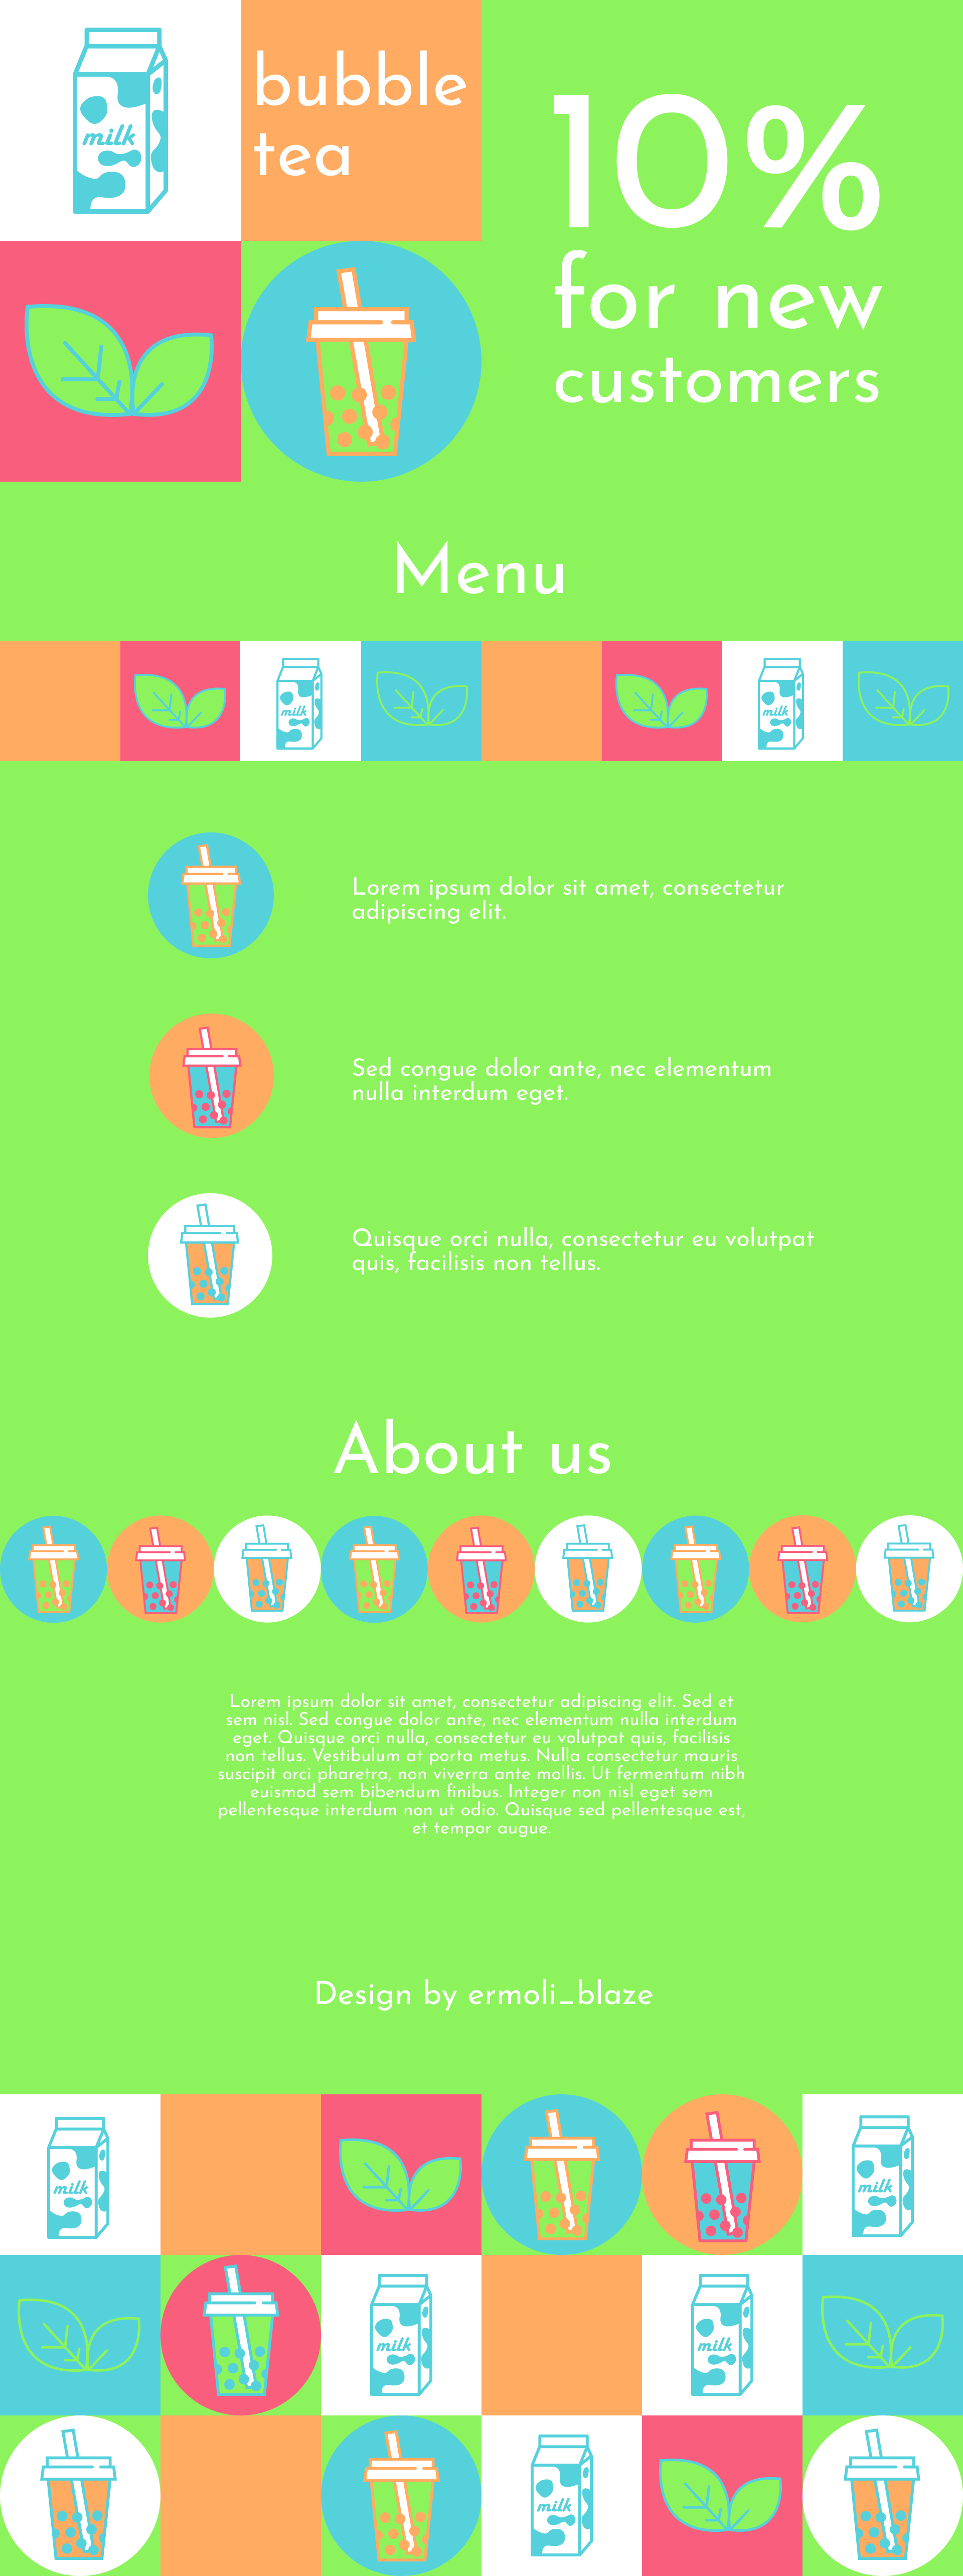 milk
bubble
tea
10%
for new
customers
Menu
milk
milk
Lorem ipsum dolor sit amet, consectetur
adipiscing elit.
Sed congue dolor ante, nec elementum
nulla interdum eget.
Quisque orci nulla, consectetur eu volutpat
quis, facilisis non tellus.
About us
Lorem ipsum dolor sit amet, consectetur adipiscing elit. Sed et
sem nisl. Sed congue dolor ante, nec elementum nulla interdum
eget. Quisque orci nulla, consectetur eu volutpat quis, facilisis
non tellus. Vestibulum at porta metus. Nulla consectetur mauris
suscipit orci pharetra, non viverra ante mollis. Ut fermentum nibh
euismod sem bibendum finibus. Integer non nisl eget sem
pellentesque interdum non ut odio. Quisque sed pellentesque est,
et tempor augue.
Design by ermoli_blaze
milk
milk
milk
milk
milk